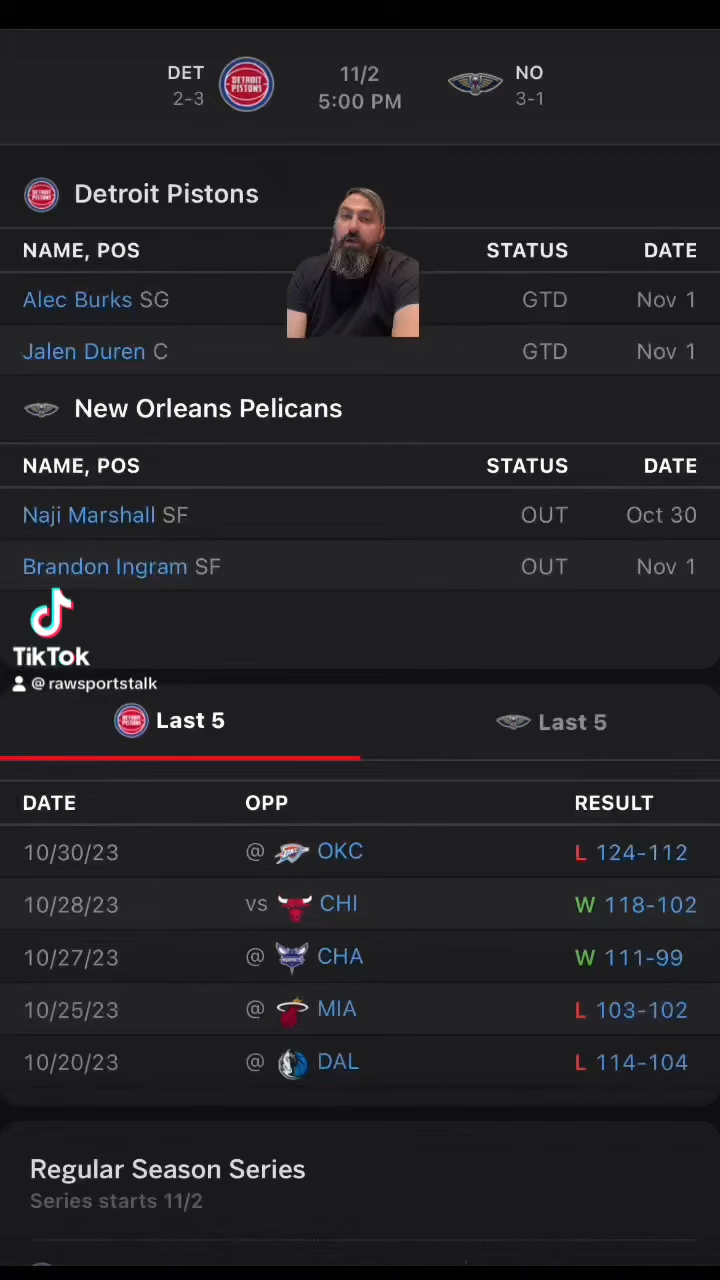 DET
2-3
DETROIT PISTONS
11/2
5:00 PM
NO
3-1
Detroit Pistons
NAME, POS STATUS DATE
Alec Burks SG GTD Nov 1
Jalen Duren C GTD Nov 1
New Orleans Pelicans
NAME, POS STATUS DATE
Naji Marshall SF OUT Oct 30
Brandon Ingram SF OUT Nov 1
TikTok
@rawsportstalk
Last 5 Last 5
DATE OPP RESULT
10/30/23 @ OKC L 124-112
10/28/23 vs CHI W 118-102
10/27/23 @ CHA W 111-99
10/25/23 @ MIA L 103-102
10/20/23 @ DAL L 114-104
Regular Season Series
Series starts 11/2